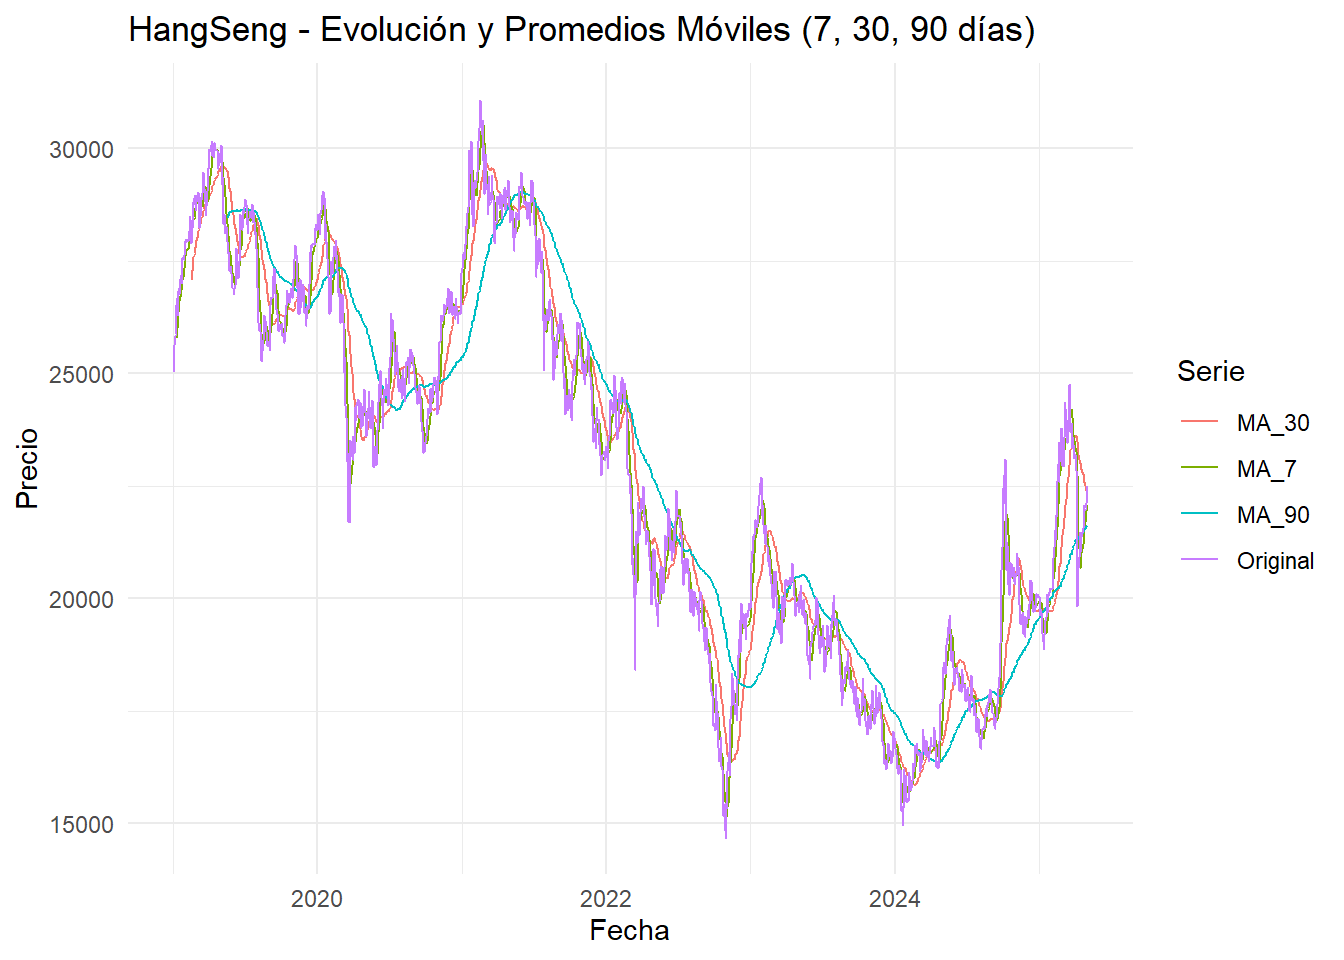 HangSeng - Evolución y Promedios Móviles (7, 30, 90 días)
30000
25000
20000
15000
Precio
2020
2022
2024
Fecha
Serie
MA_30
MA_7
MA_90
Original